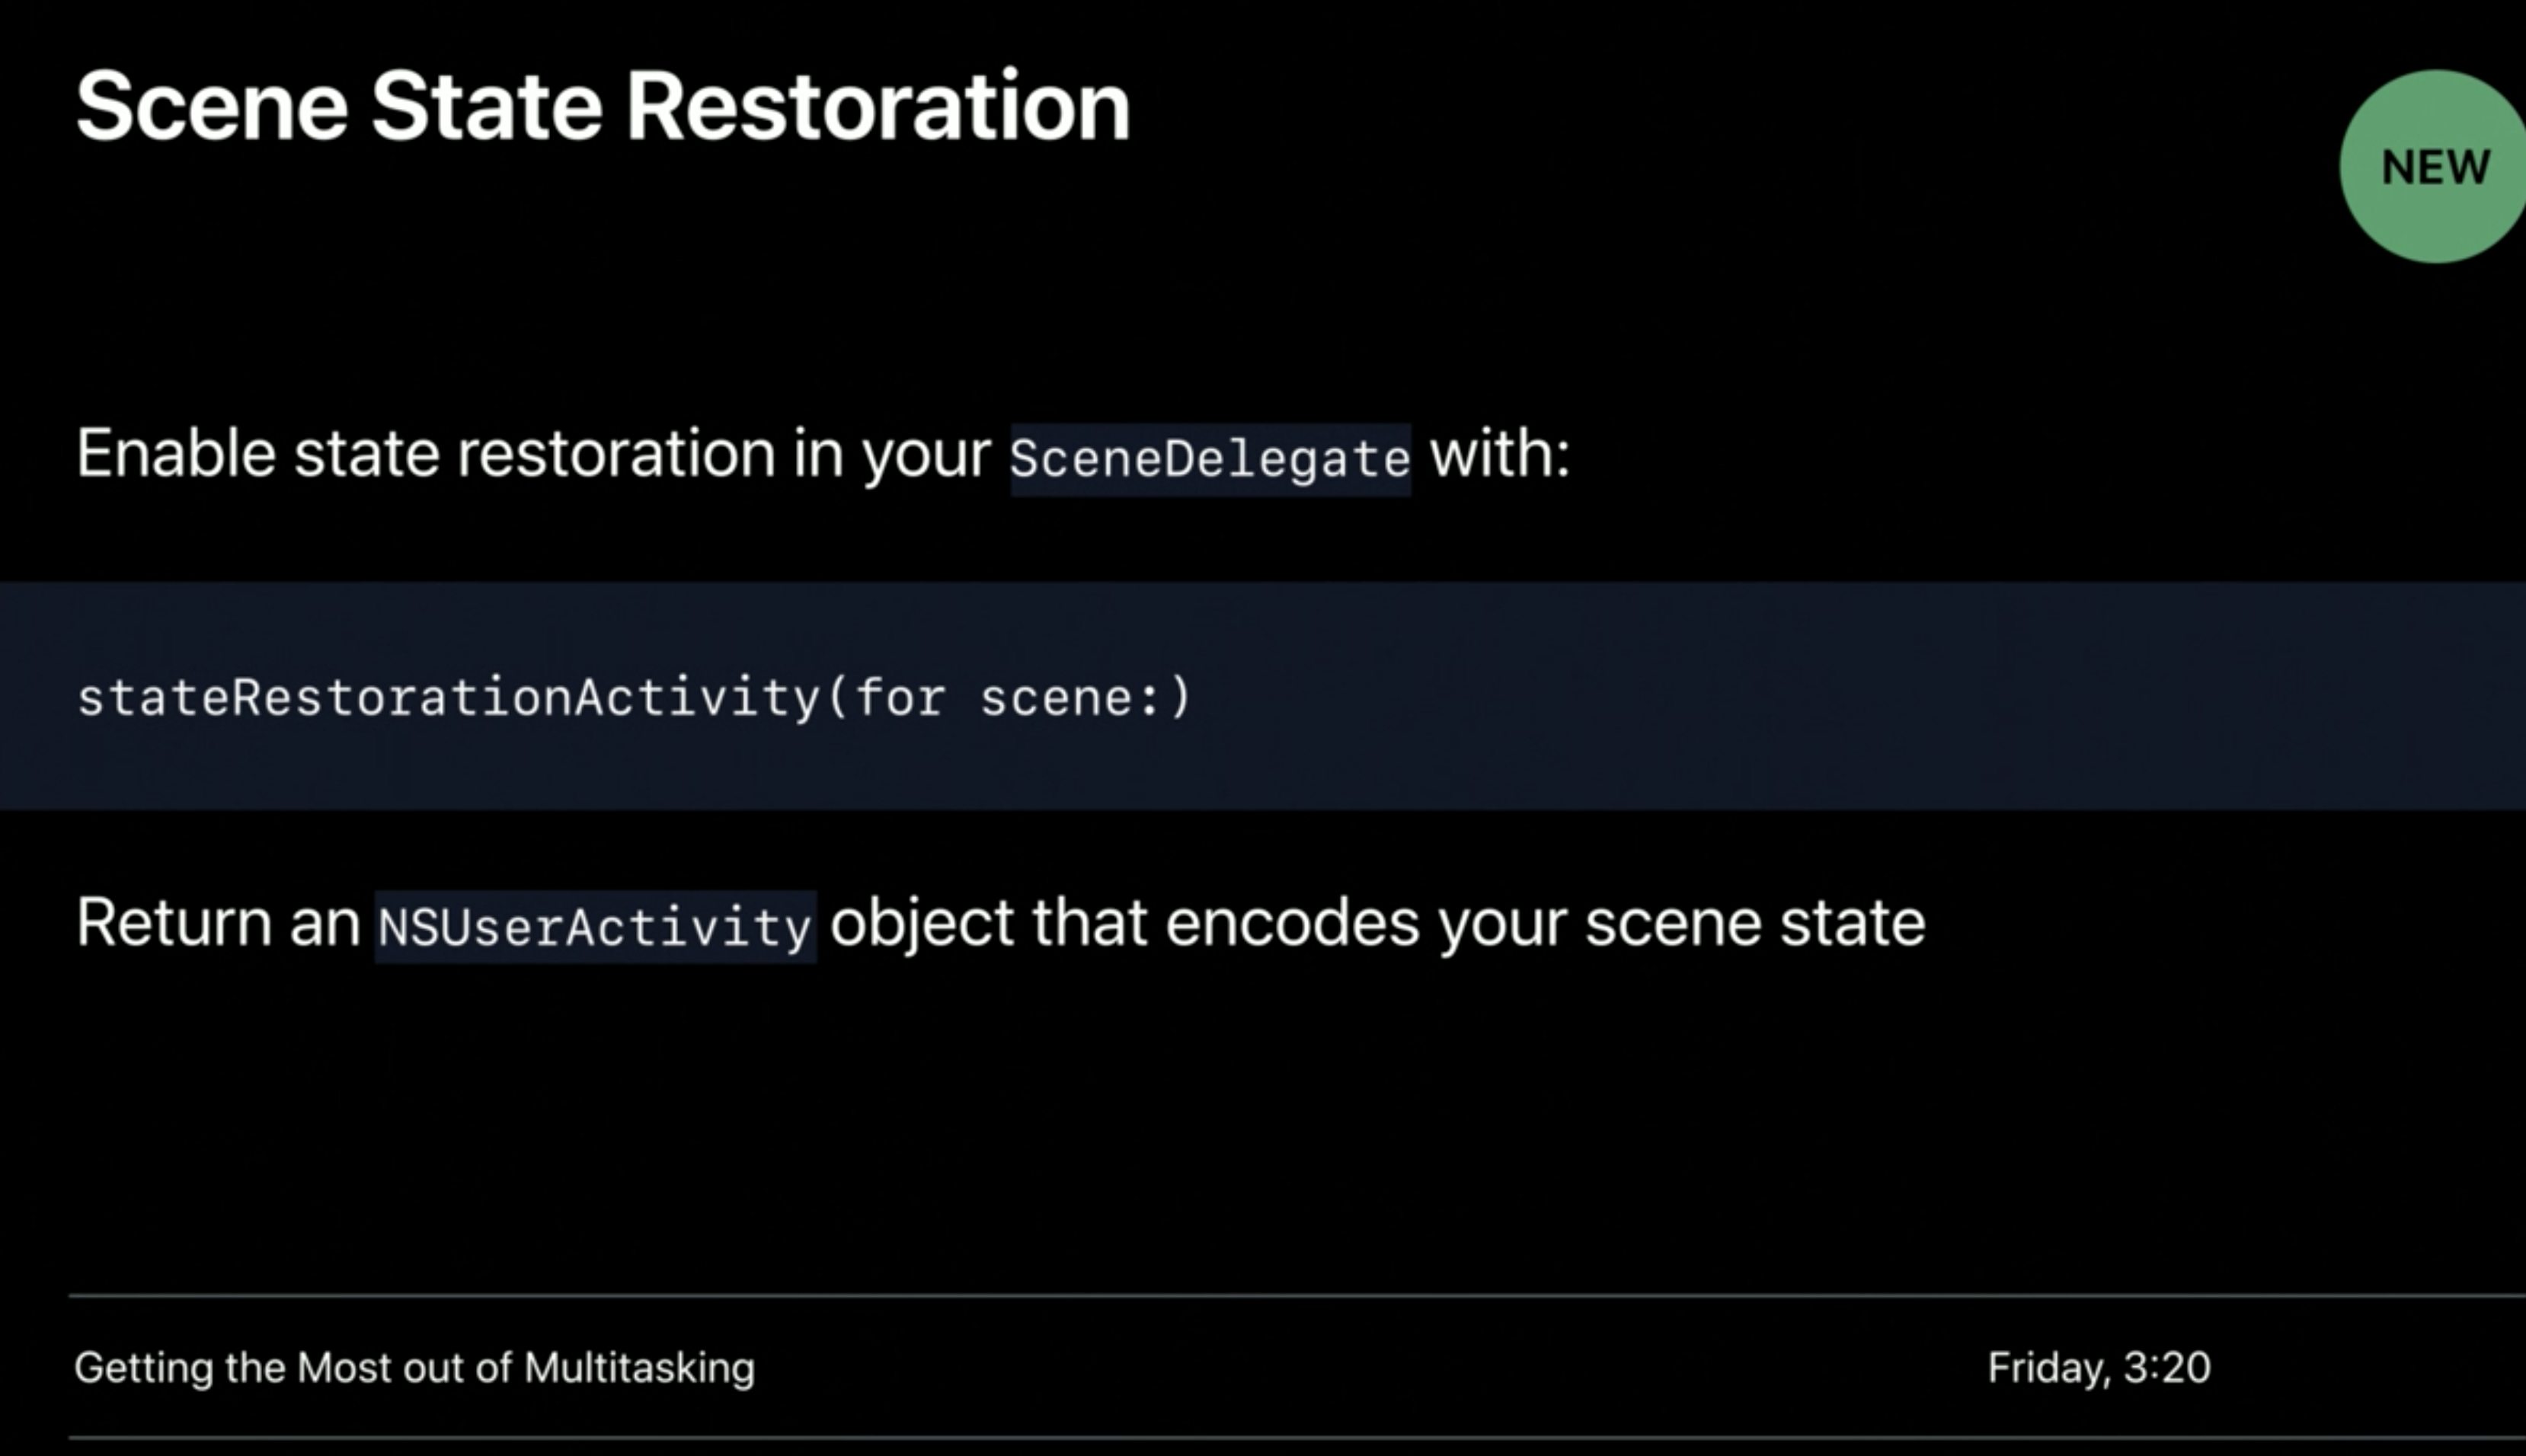 Scene State Restoration
NEW
Enable state restoration in your SceneDelegate with:
stateRestorationActivity(for scene:)
Return an NSUserActivity object that encodes your scene state
Getting the Most out of Multitasking
Friday, 3:20